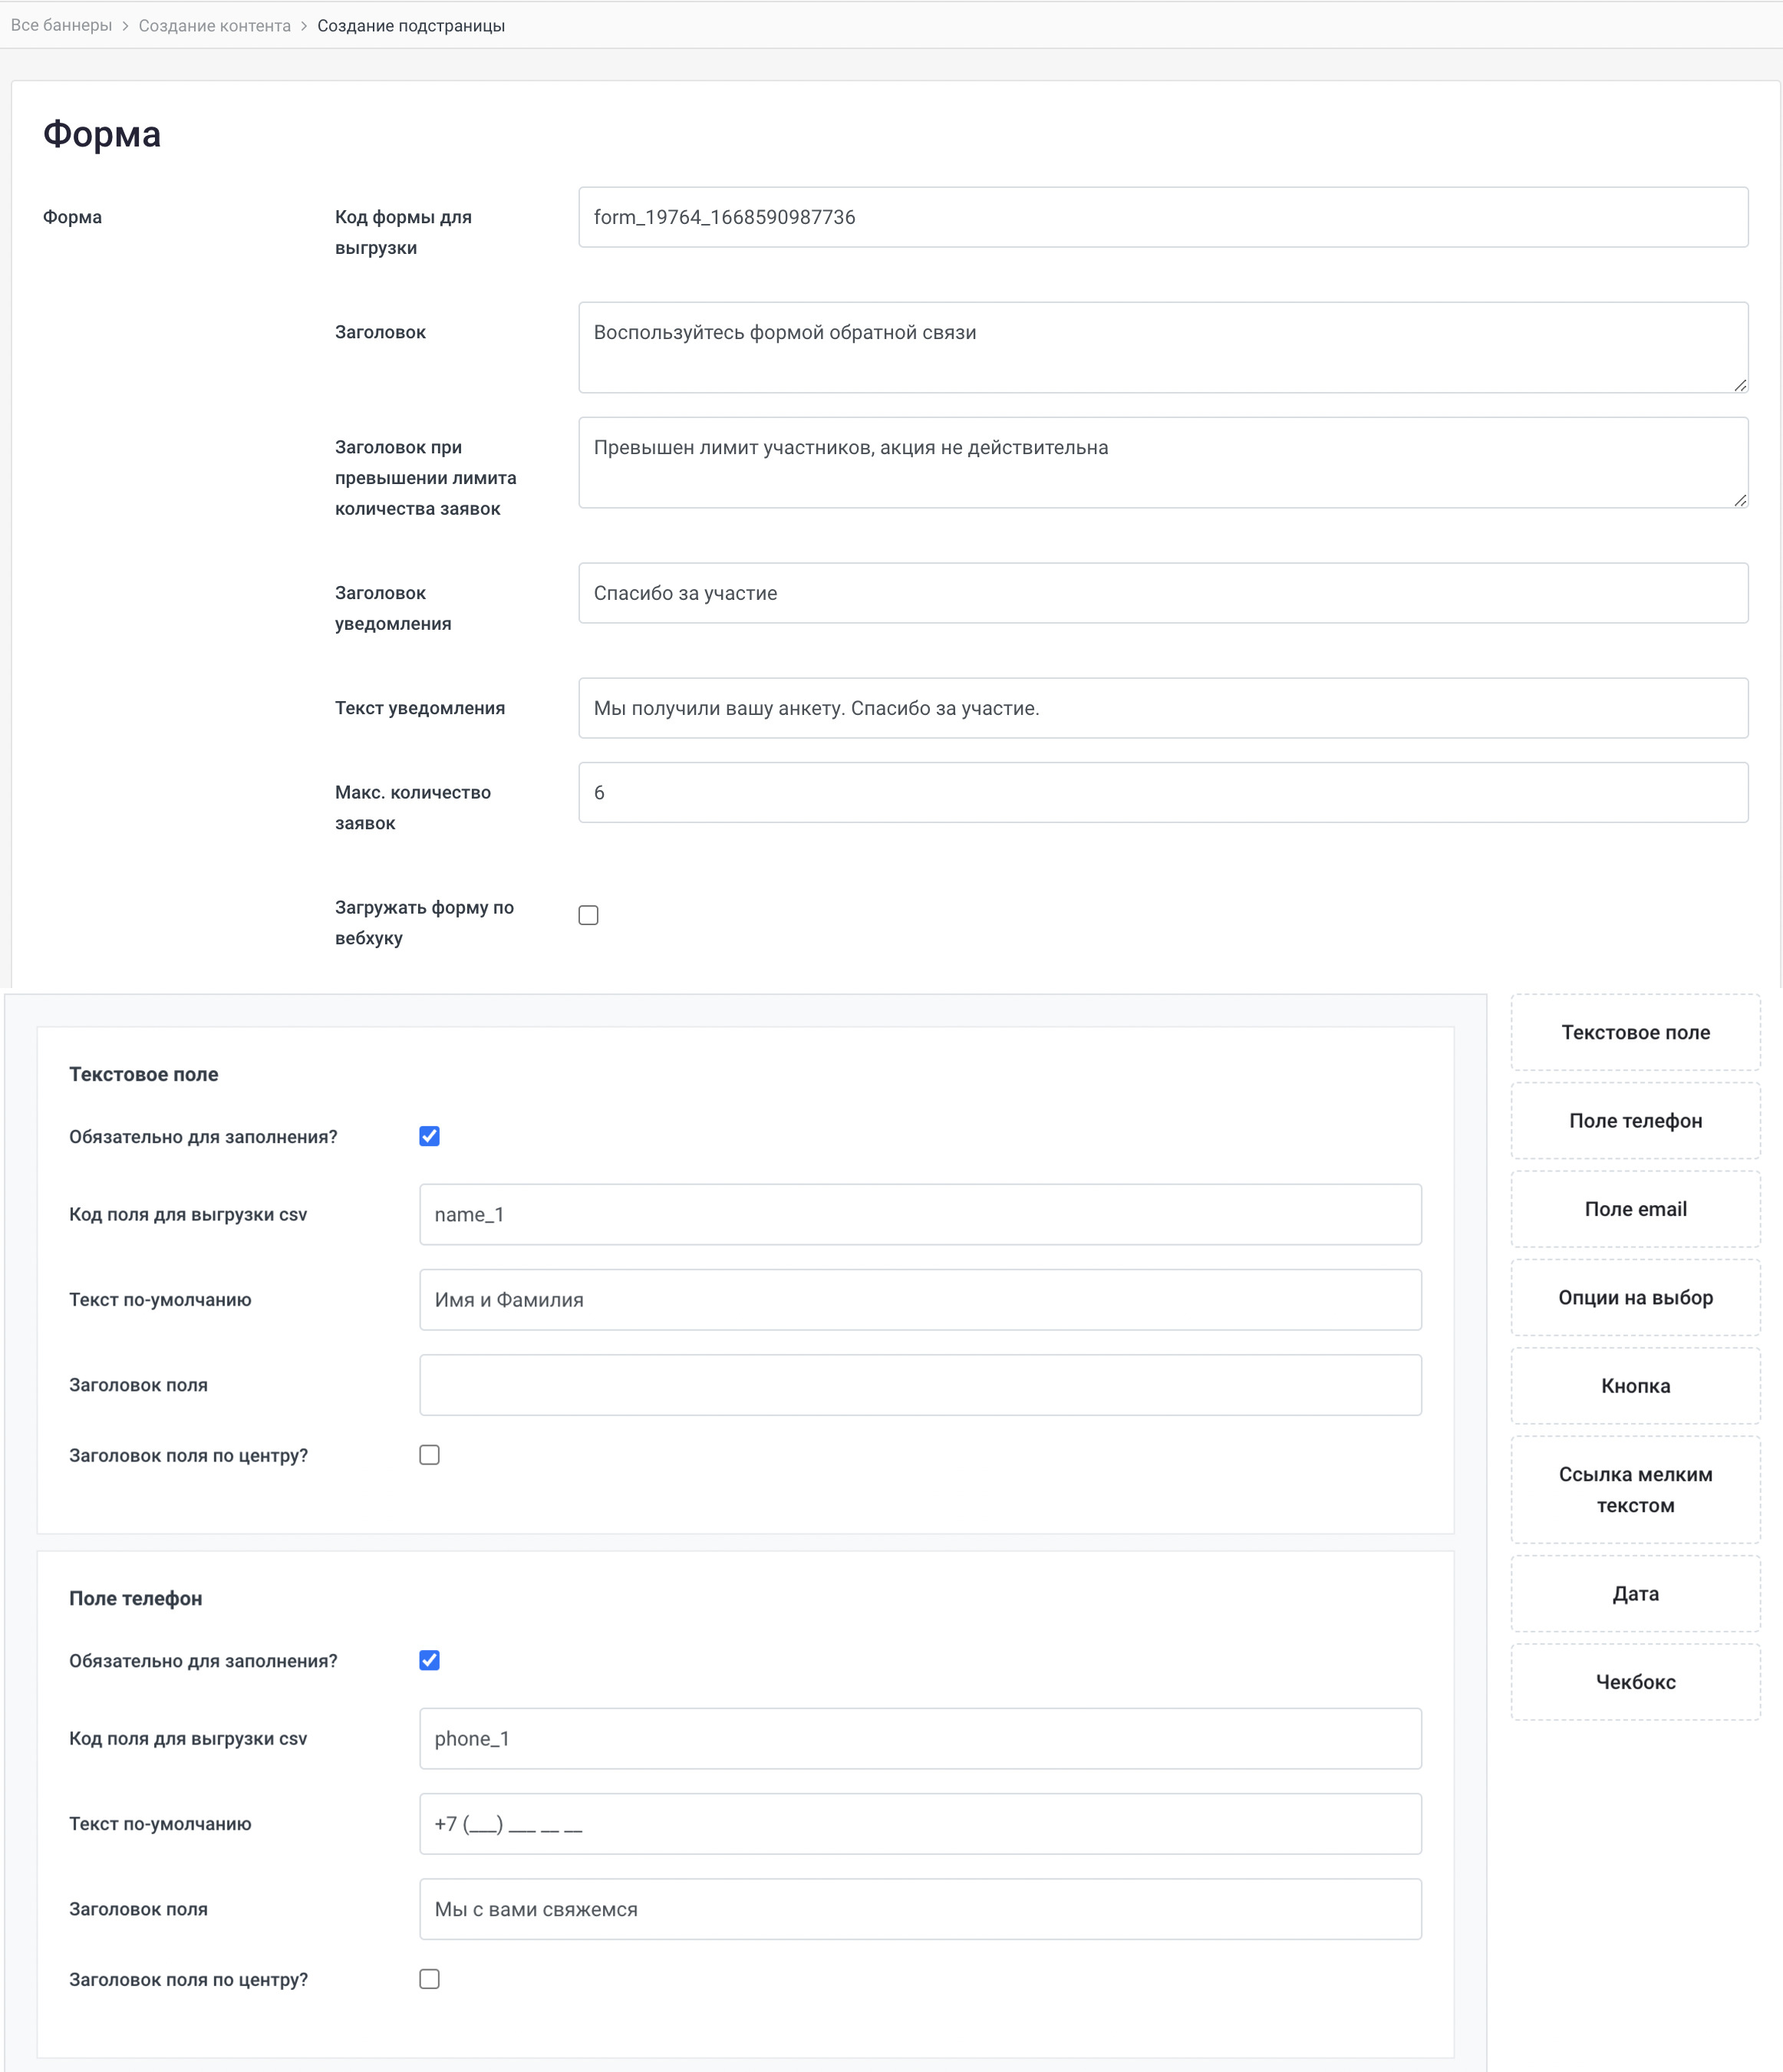 Все баннеры > Создание контента > Создание подстраницы
Форма
Форма
Код формы для
выгрузки
form_19764_1668590987736
Заголовок
Воспользуйтесь формой обратной связи
Заголовок при
превышении лимита
количества заявок
Превышен лимит участников, акция не действительна
Заголовок
уведомления
Спасибо за участие
Текст уведомления
Мы получили вашу анкету. Спасибо за участие.
Макс. количество
заявок
6
Загружать форму по
вебхуку
Текстовое поле
Обязательно для заполнения?
Код поля для выгрузки csv
name_1
Текст по-умолчанию
Имя и Фамилия
Заголовок поля
Заголовок поля по центру?
Поле телефон
Обязательно для заполнения?
Код поля для выгрузки csv
phone_1
Текст по-умолчанию
+7 (___) ___ __ __
Заголовок поля
Мы с вами свяжемся
Заголовок поля по центру?
Текстовое поле
Поле телефон
Поле email
Опции на выбор
Кнопка
Ссылка мелким
текстом
Дата
Чекбокс